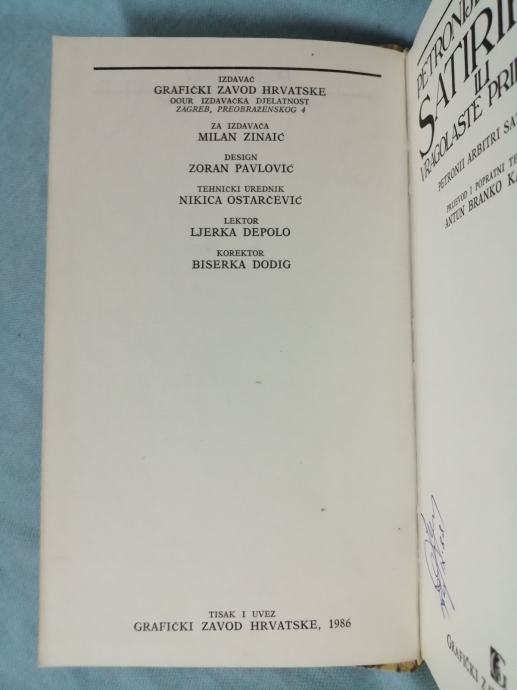 IZDAVAČ
GRAFIČKI ZAVOD HRVATSKE
OOUR IZDAVAČKA DJELATNOST
ZAGREB, PREOBRAŽENSKOG 4
ZA IZDAVAČA
MILAN ZINAIĆ
DESIGN
ZORAN PAVLOVIĆ
TEHNIČKI UREDNIK
NIKICA OSTARČEVIĆ
LEKTOR
LJERKA DEPOLO
KOREKTOR
BISERKA DODIG
TISAK I UVEZ
GRAFIČKI ZAVOD HRVATSKE, 1986
PETRONIJE
SATIRI
ILI
VRAGOLASTE PRI
PETRONII ARBITRI SA
PRIJEVOD I POPRATNI TE
ANTUN BRANKO
GRAFIČKI